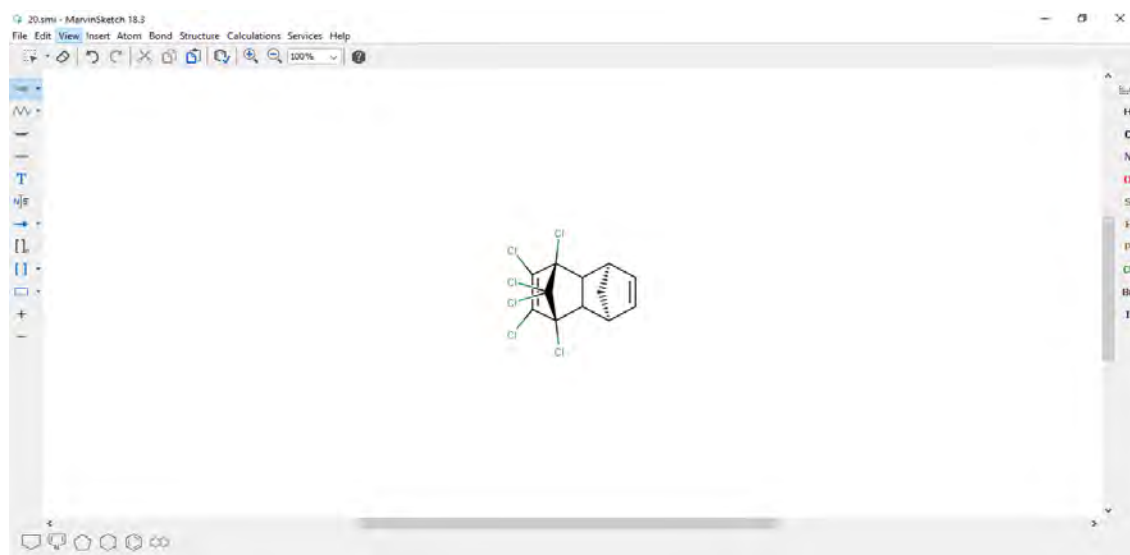 20.smi - MarvinSketch 18.3
File Edit View Insert Atom Bond Structure Calculations Services Help
100%
T
N S
H
C
N
S
Br
I
Cl
Cl
Cl
Cl
Cl
Cl